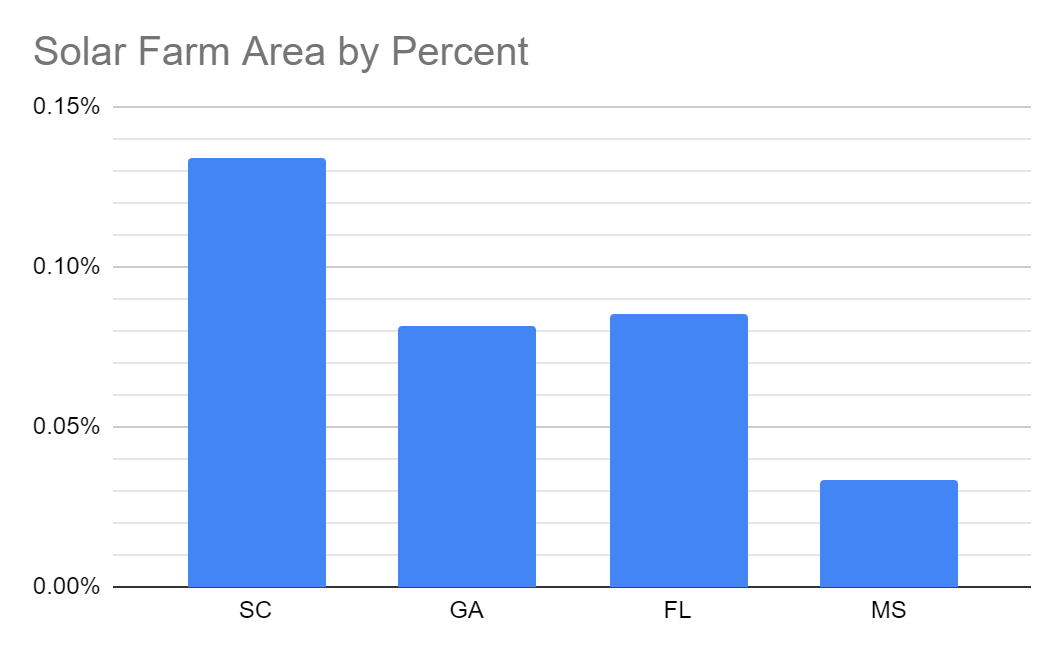 Solar Farm Area by Percent
0.15%
0.10%
0.05%
0.00%
SC GA FL MS